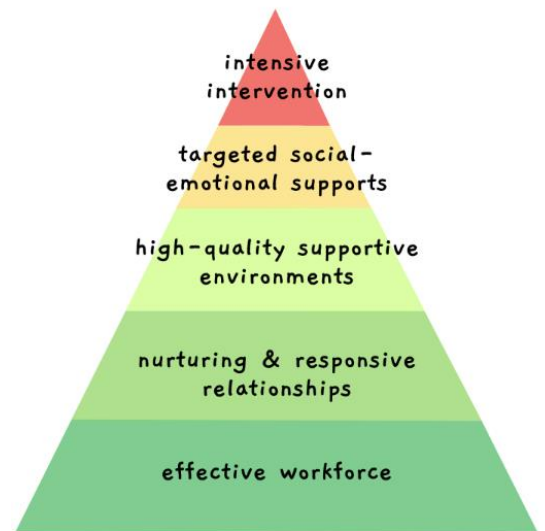 intensive
intervention
targeted social-
emotional supports
high-quality supportive
environments
nurturing & responsive
relationships
effective workforce